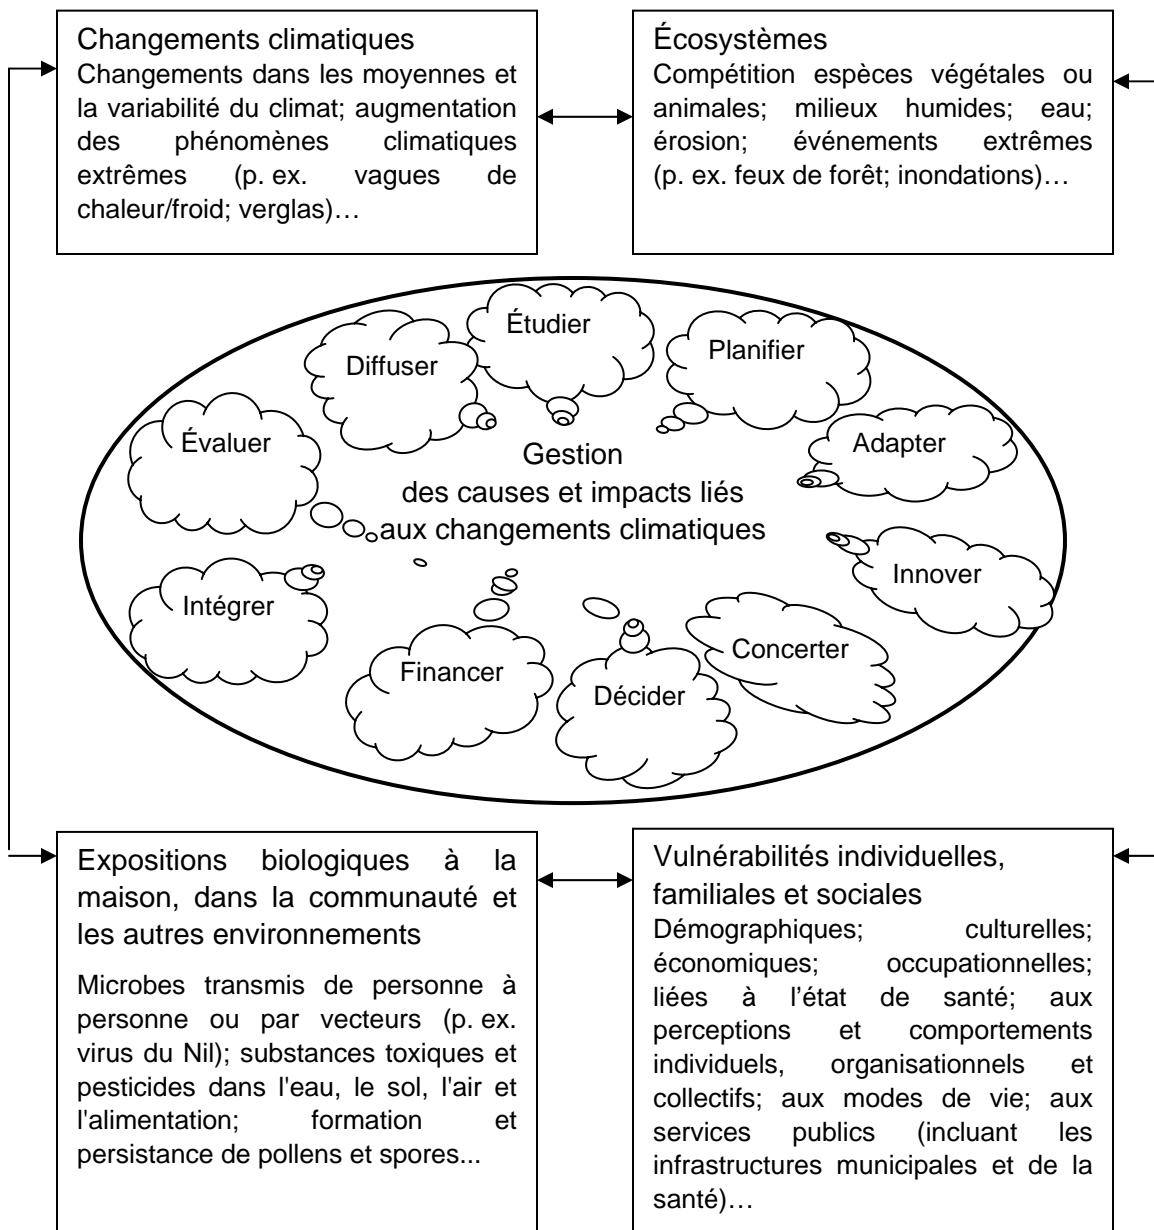 Changements climatiques
Changements dans les moyennes et
la variabilité du climat; augmentation
des phénomènes climatiques
extrêmes (p. ex. vagues de
chaleur/froid; verglas)…
Écosystèmes
Compétition espèces végétales ou
animales; milieux humides; eau;
érosion; événements extrêmes
(p. ex. feux de forêt; inondations)…
Étudier
Diffuser
Planifier
Évaluer
Adapter
Gestion
des causes et impacts liés
aux changements climatiques
Innover
Intégrer
Concerter
Financer
Décider
Expositions biologiques à la
maison, dans la communauté et
les autres environnements
Microbes transmis de personne à
personne ou par vecteurs (p. ex.
virus du Nil); substances toxiques et
pesticides dans l'eau, le sol, l'air et
l'alimentation; formation et
persistance de pollens et spores...
Vulnérabilités individuelles,
familiales et sociales
Démographiques; culturelles;
économiques; occupationnelles;
liées à l’état de santé; aux
perceptions et comportements
individuels, organisationnels et
collectifs; aux modes de vie; aux
services publics (incluant les
infrastructures municipales et de la
santé)…